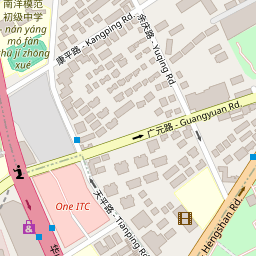 南洋模范
初级中学
nán yáng
mó fàn
chū jí zhōng
xué
康平路 - Kangping Rd
余庆路 - Yuqing Rd
广元路 - Guangyuan Rd.
天平路 - Tianping Rd
One ITC
Hengshan Rd.